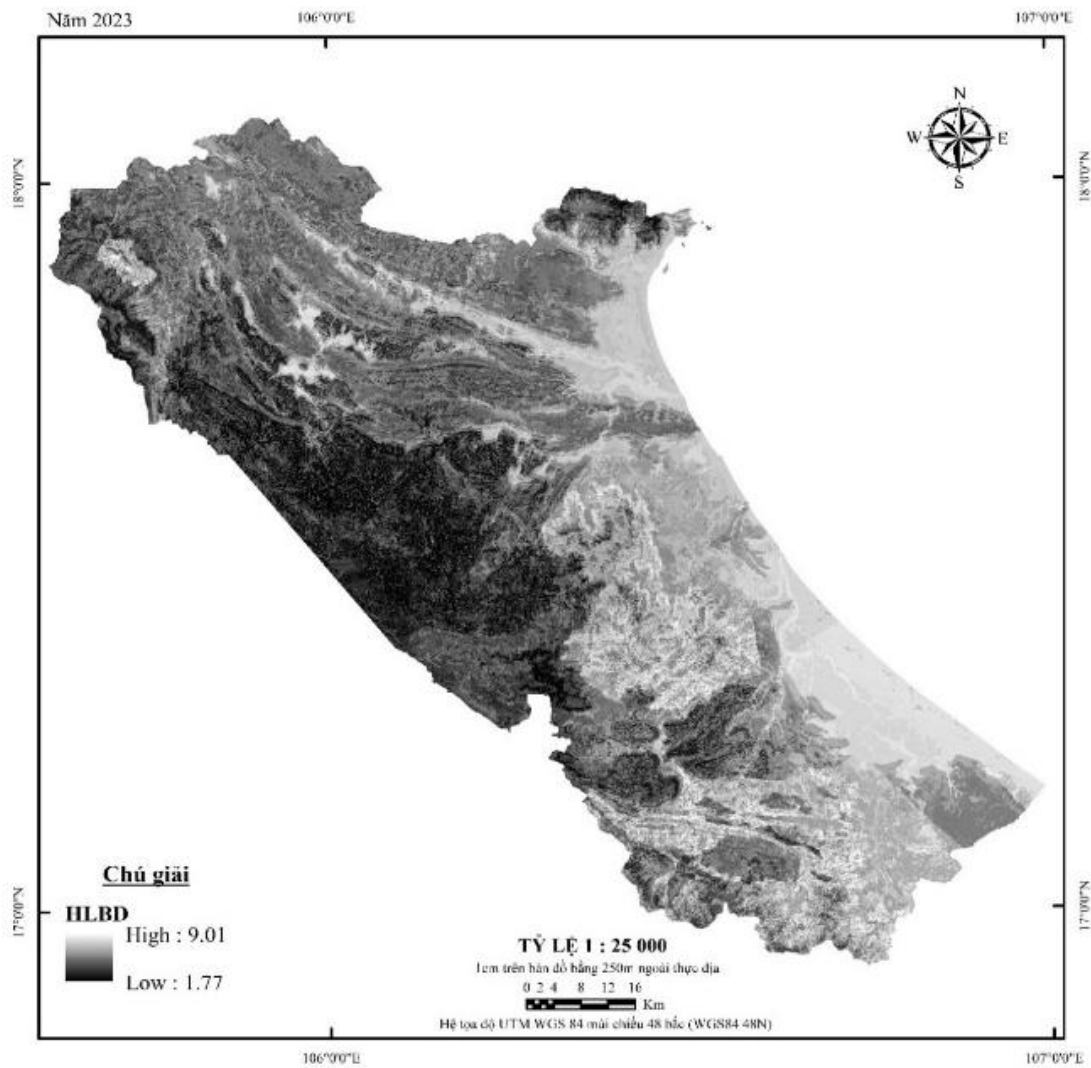 Năm 2023
106°0'0"E
107°0'0"E
N
W E
S
18°0'0"N
18°0'0"N
17°0'0"N
17°0'0"N
Chú giải
HLBD
High : 9.01
Low : 1.77
TỶ LỆ 1 : 25 000
1cm trên bản đồ bằng 250m ngoài thực địa
0 2 4 8 12 16
Km
Hệ tọa độ UTM WGS 84 múi chiếu 48 bắc (WGS84 48N)
106°0'0"E
107°0'0"E